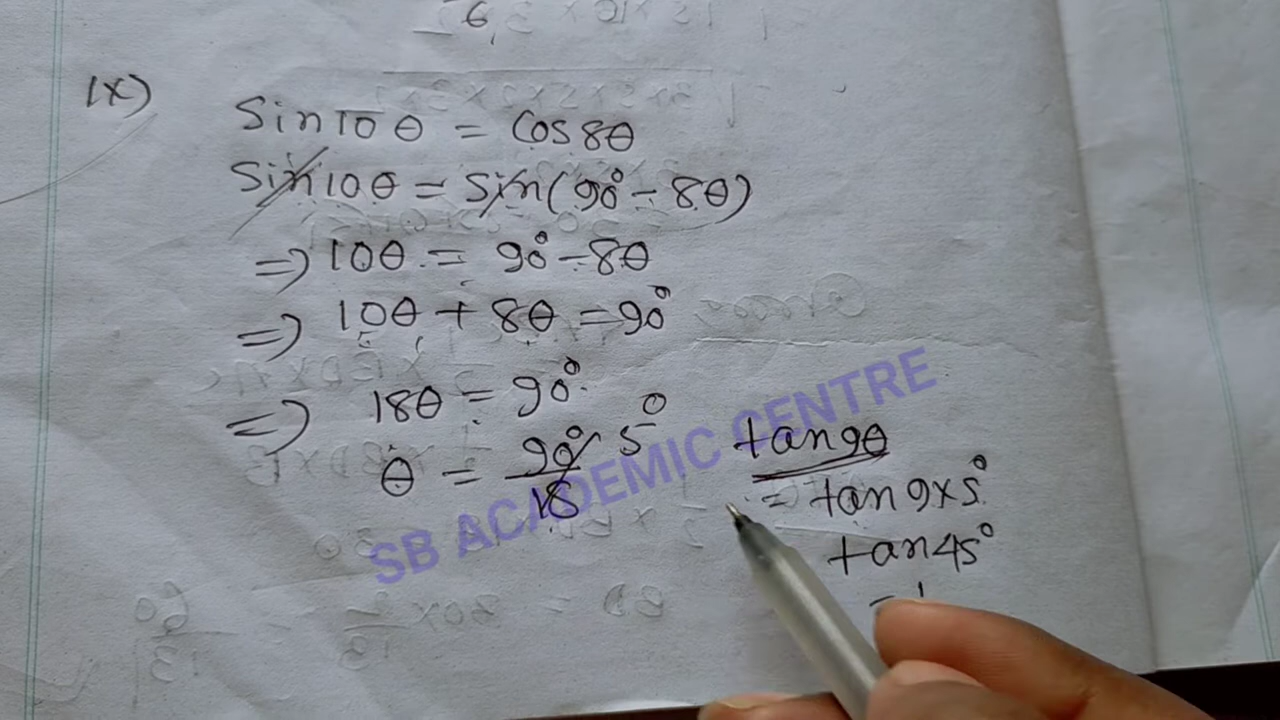 ix)
Sin10θ = Cos8θ
Sin10θ = Sin(90° - 8θ)
=> 10θ = 90° - 8θ
=> 10θ + 8θ = 90°
=> 18θ = 90°
θ = 90°/18 5°
tan9θ
= tan9×5°
tan45°
= 1
SB ACADEMIC CENTRE